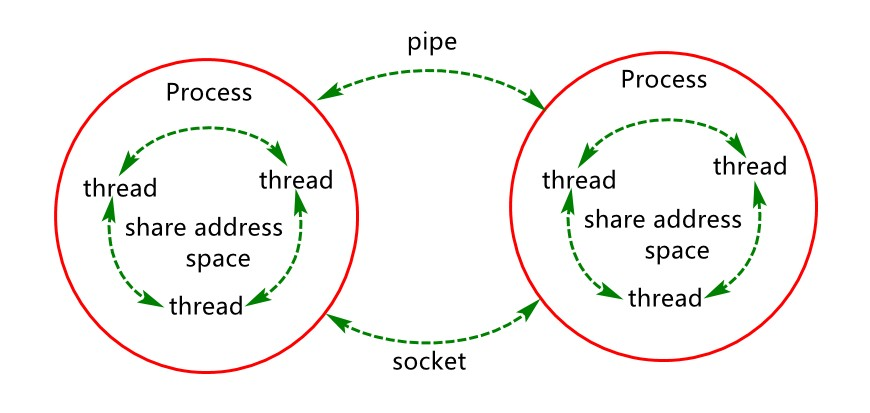 pipe
Process
thread
thread
share address
space
thread
Process
thread
thread
share address
space
thread
socket